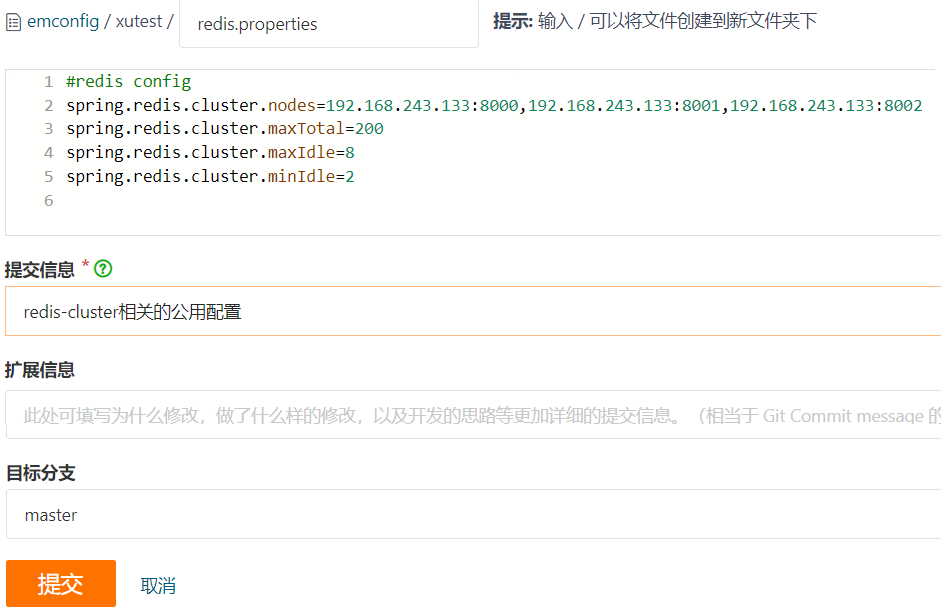 emconfig / xutest / redis.properties 提示: 输入 / 可以将文件创建到新文件夹下
1 #redis config
2 spring.redis.cluster.nodes=192.168.243.133:8000,192.168.243.133:8001,192.168.243.133:8002
3 spring.redis.cluster.maxTotal=200
4 spring.redis.cluster.maxIdle=8
5 spring.redis.cluster.minIdle=2
6
提交信息 * ?
redis-cluster相关的公用配置
扩展信息
此处可填写为什么修改，做了什么样的修改，以及开发的思路等更加详细的提交信息。（相当于 Git Commit message 的
目标分支
master
提交 取消